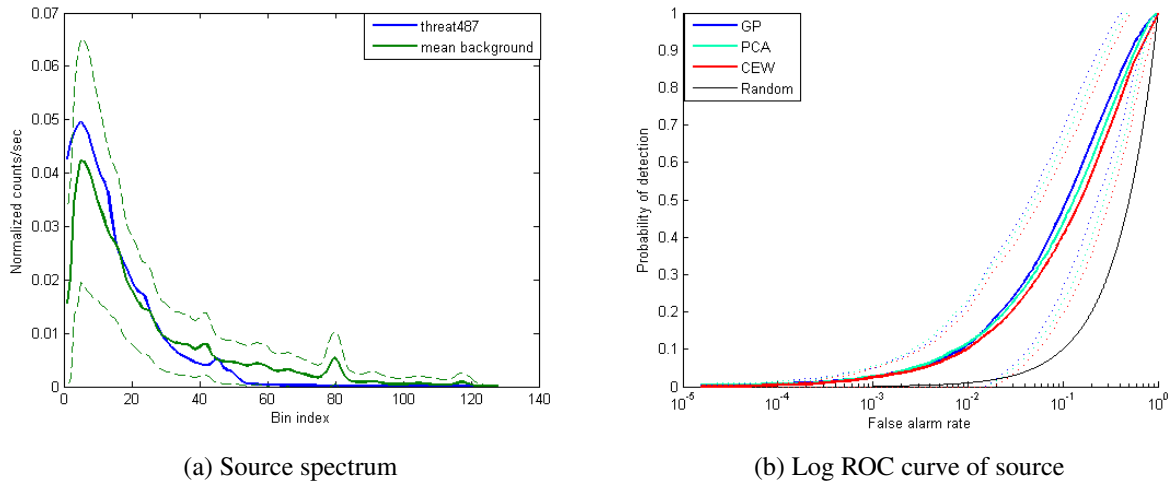 threat487
mean background
0.07
0.06
0.05
0.04
0.03
0.02
0.01
0
Normalized counts/sec
0 20 40 60 80 100 120 140
Bin index
(a) Source spectrum
GP
PCA
CEW
Random
1
0.9
0.8
0.7
0.6
0.5
0.4
0.3
0.2
0.1
0
Probability of detection
10^-5 10^-4 10^-3 10^-2 10^-1 10^0
False alarm rate
(b) Log ROC curve of source